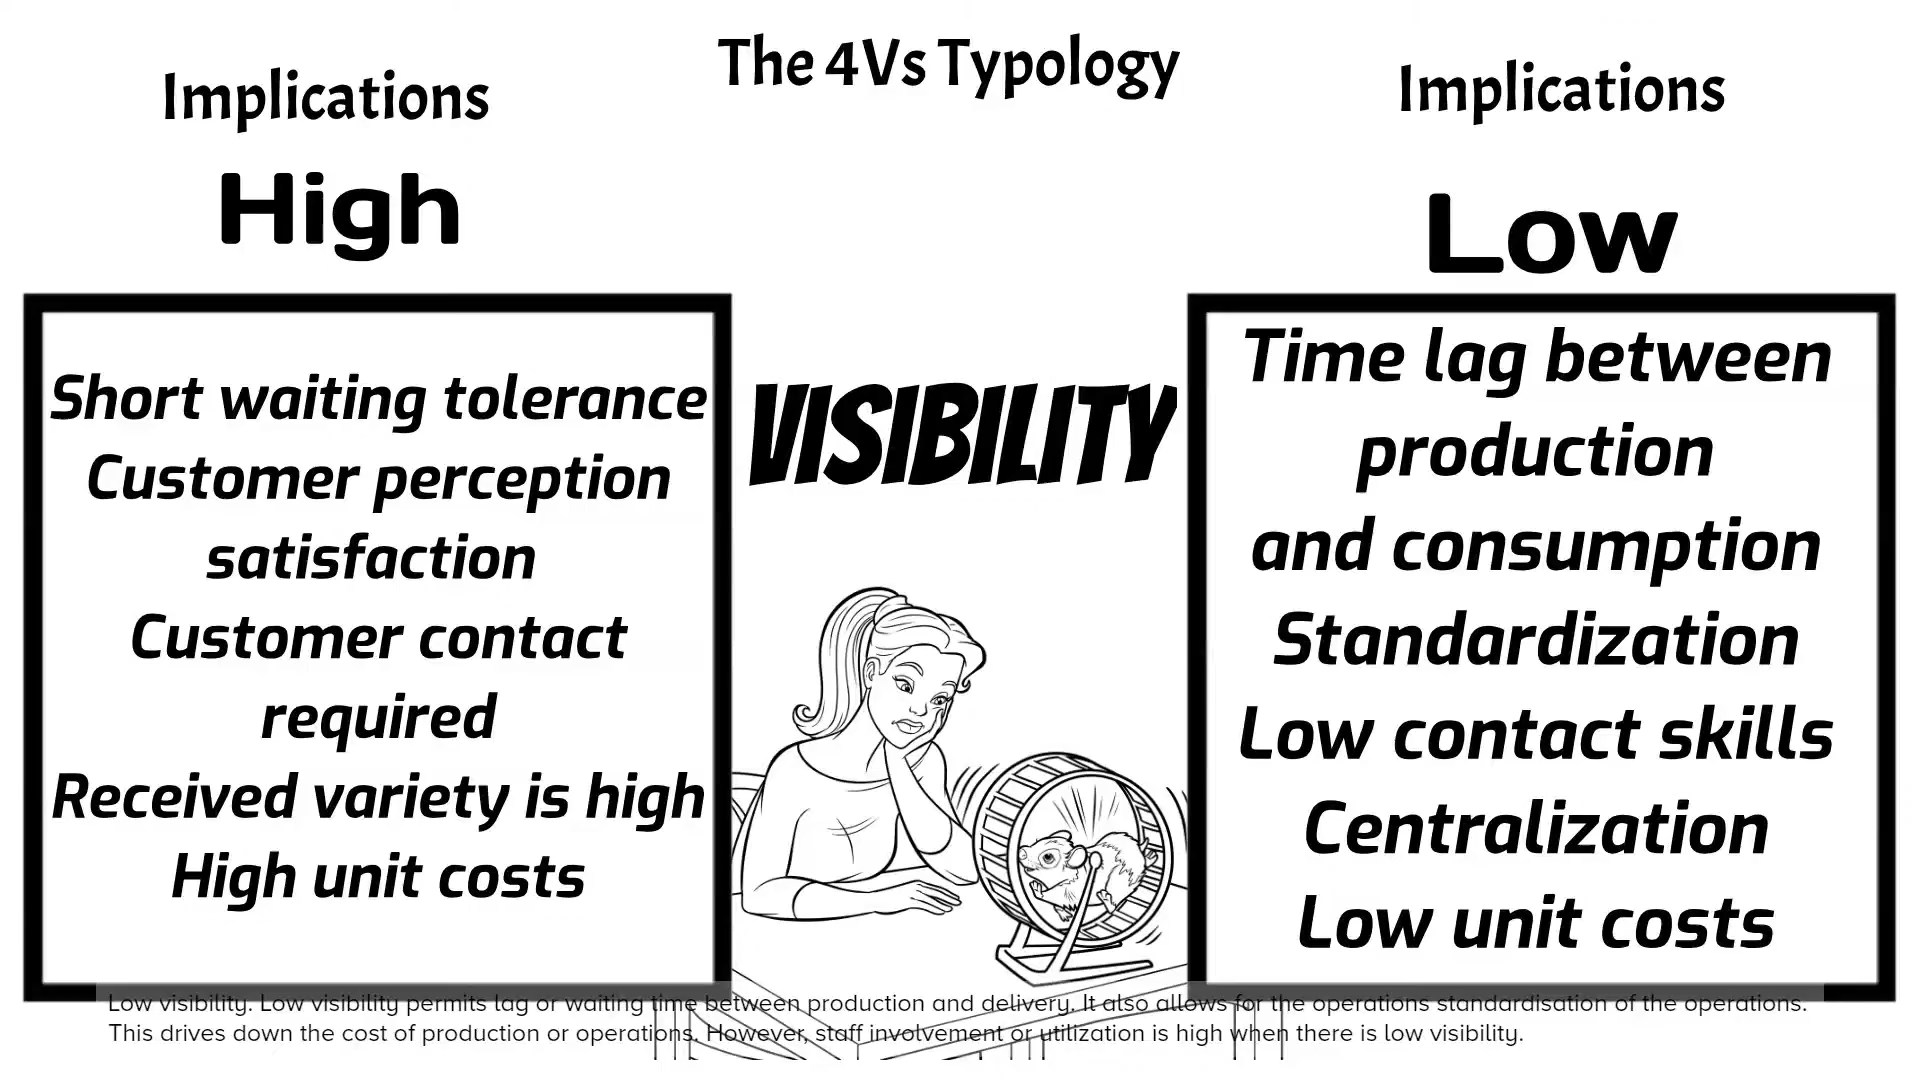 The 4Vs Typology
Implications
High
Short waiting tolerance
Customer perception
satisfaction
Customer contact
required
Received variety is high
High unit costs
VISIBILITY
Implications
Low
Time lag between
production
and consumption
Standardization
Low contact skills
Centralization
Low unit costs
Low visibility. Low visibility permits lag or waiting time between production and delivery. It also allows for the operations standardisation of the operations.
This drives down the cost of production or operations. However, staff involvement or utilization is high when there is low visibility.